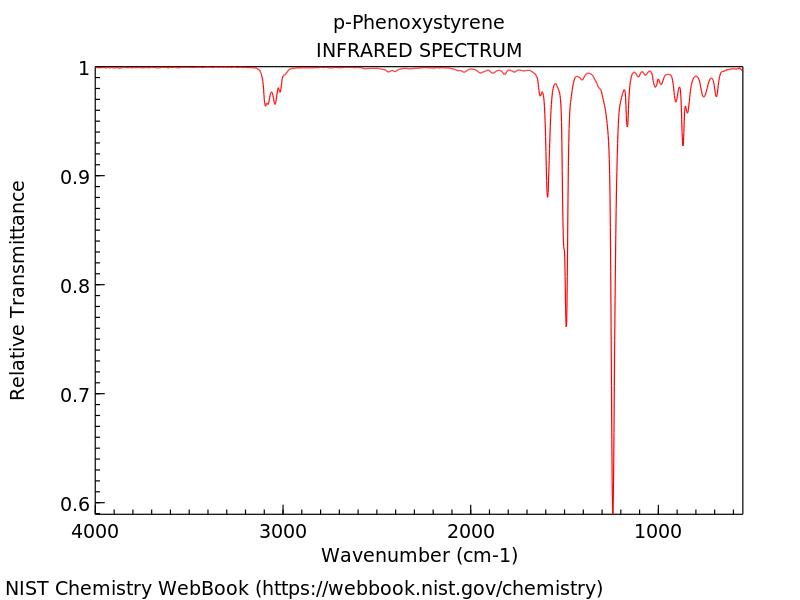 p-Phenoxystyrene
INFRARED SPECTRUM
1
0.9
0.8
0.7
0.6
Relative Transmittance
4000
3000
2000
1000
Wavenumber (cm-1)
NIST Chemistry WebBook (https://webbook.nist.gov/chemistry)